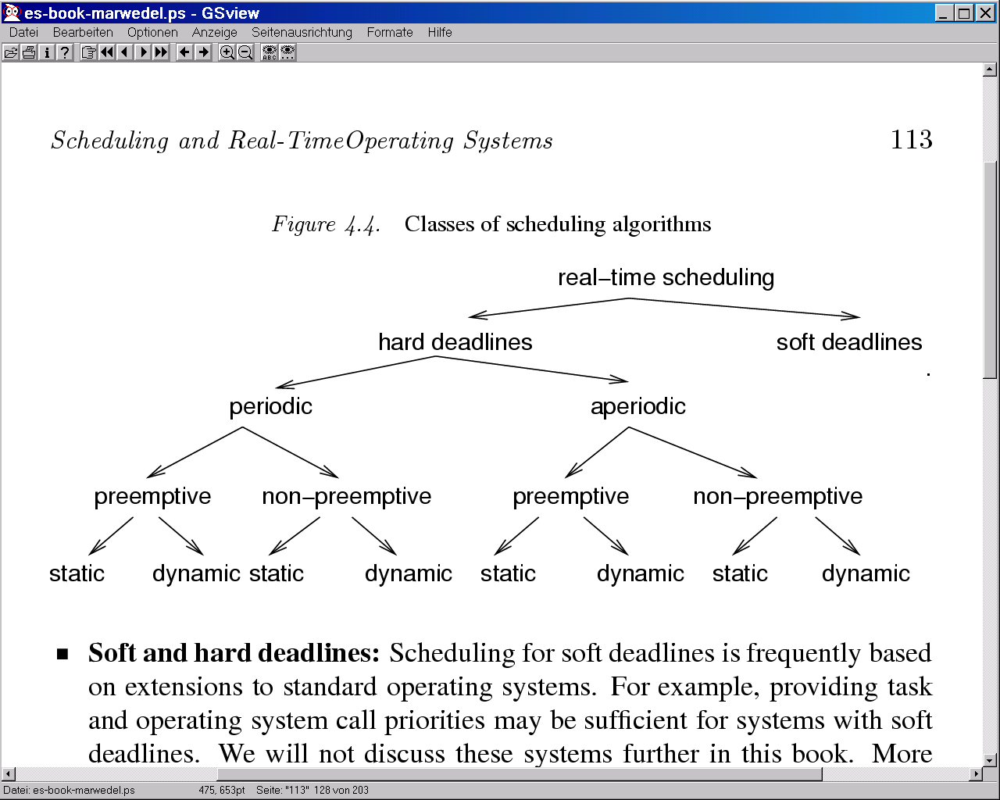 es-book-marwedel.ps - GSview
Datei Bearbeiten Optionen Anzeige Seitenausrichtung Formate Hilfe
Scheduling and Real-TimeOperating Systems 113
Figure 4.4. Classes of scheduling algorithms
real−time scheduling
hard deadlines soft deadlines
.
periodic aperiodic
preemptive non−preemptive preemptive non−preemptive
static dynamic static dynamic static dynamic static dynamic
■ Soft and hard deadlines: Scheduling for soft deadlines is frequently based
on extensions to standard operating systems. For example, providing task
and operating system call priorities may be sufficient for systems with soft
deadlines. We will not discuss these systems further in this book. More
Datei: es-book-marwedel.ps 475, 653pt Seite: "113" 128 von 203